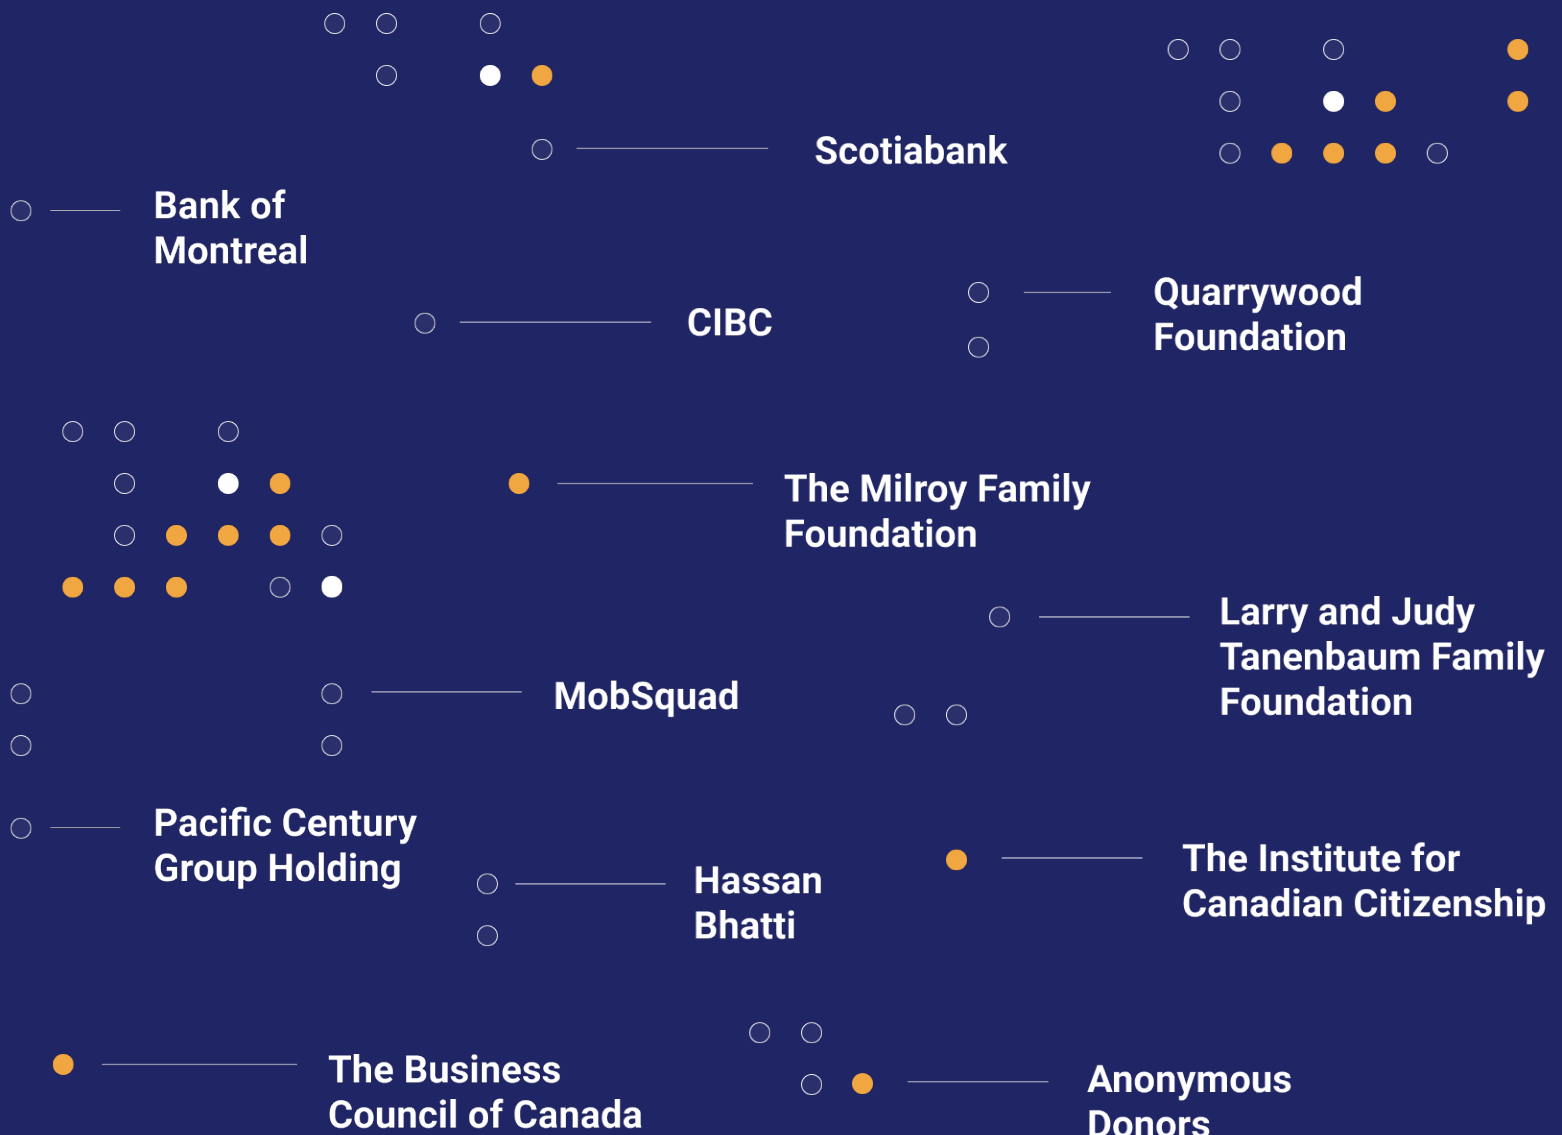 Scotiabank
Bank of
Montreal
Quarrywood
Foundation
CIBC
The Milroy Family
Foundation
Larry and Judy
Tanenbaum Family
Foundation
MobSquad
Pacific Century
Group Holding
The Institute for
Canadian Citizenship
Hassan
Bhatti
The Business
Council of Canada
Anonymous
Donors